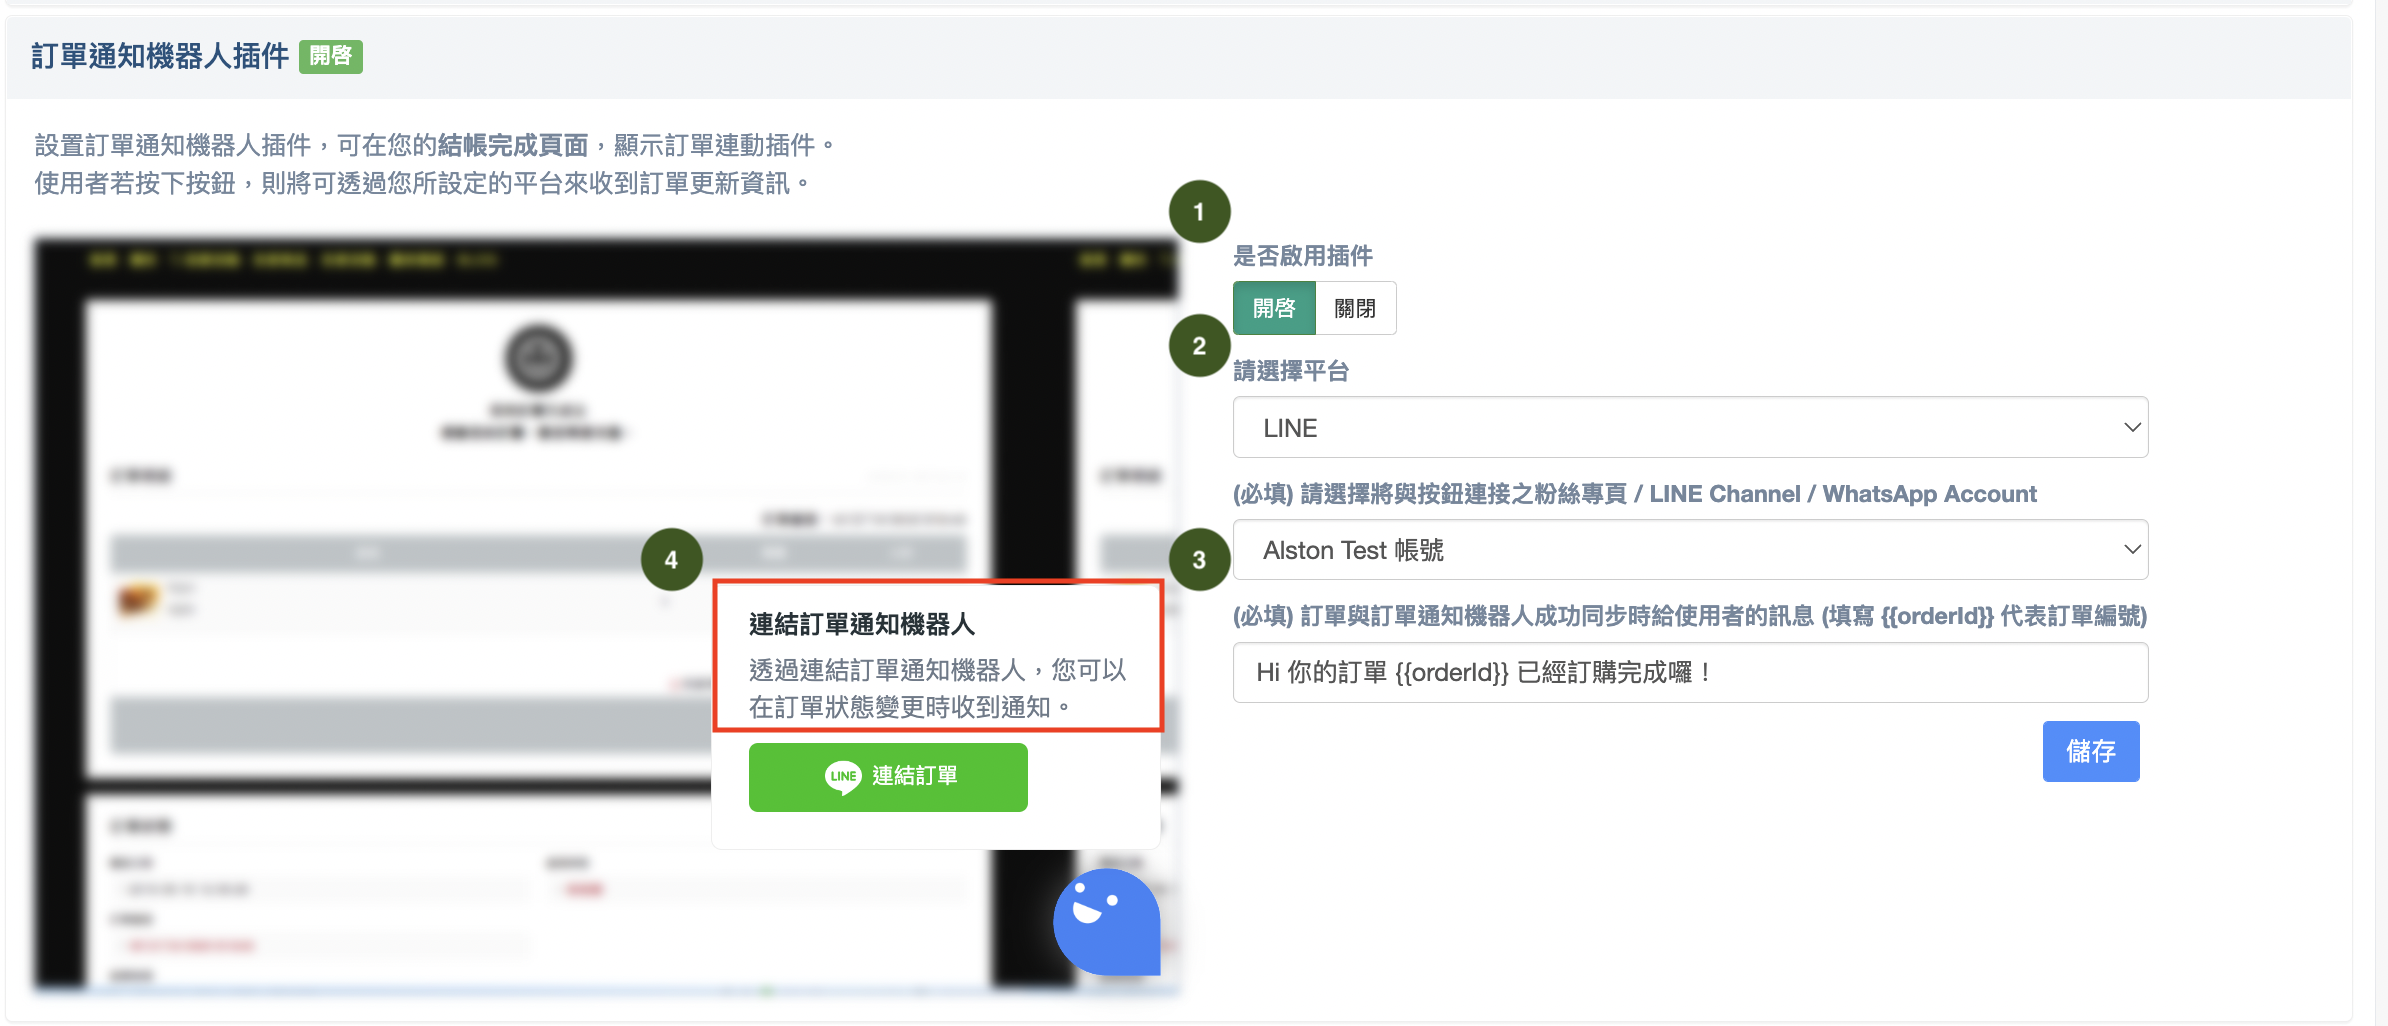 訂單通知機器人插件 開啓
設置訂單通知機器人插件，可在您的結帳完成頁面，顯示訂單連動插件。
使用者若按下按鈕，則將可透過您所設定的平台來收到訂單更新資訊。
1
是否啟用插件
開啓 關閉
2
請選擇平台
LINE
(必填) 請選擇將與按鈕連接之粉絲專頁 / LINE Channel / WhatsApp Account
3
Alston Test 帳號
(必填) 訂單與訂單通知機器人成功同步時給使用者的訊息 (填寫 {{orderId}} 代表訂單編號)
Hi 你的訂單 {{orderId}} 已經訂購完成囉！
儲存
4
連結訂單通知機器人
透過連結訂單通知機器人，您可以
在訂單狀態變更時收到通知。
LINE 連結訂單